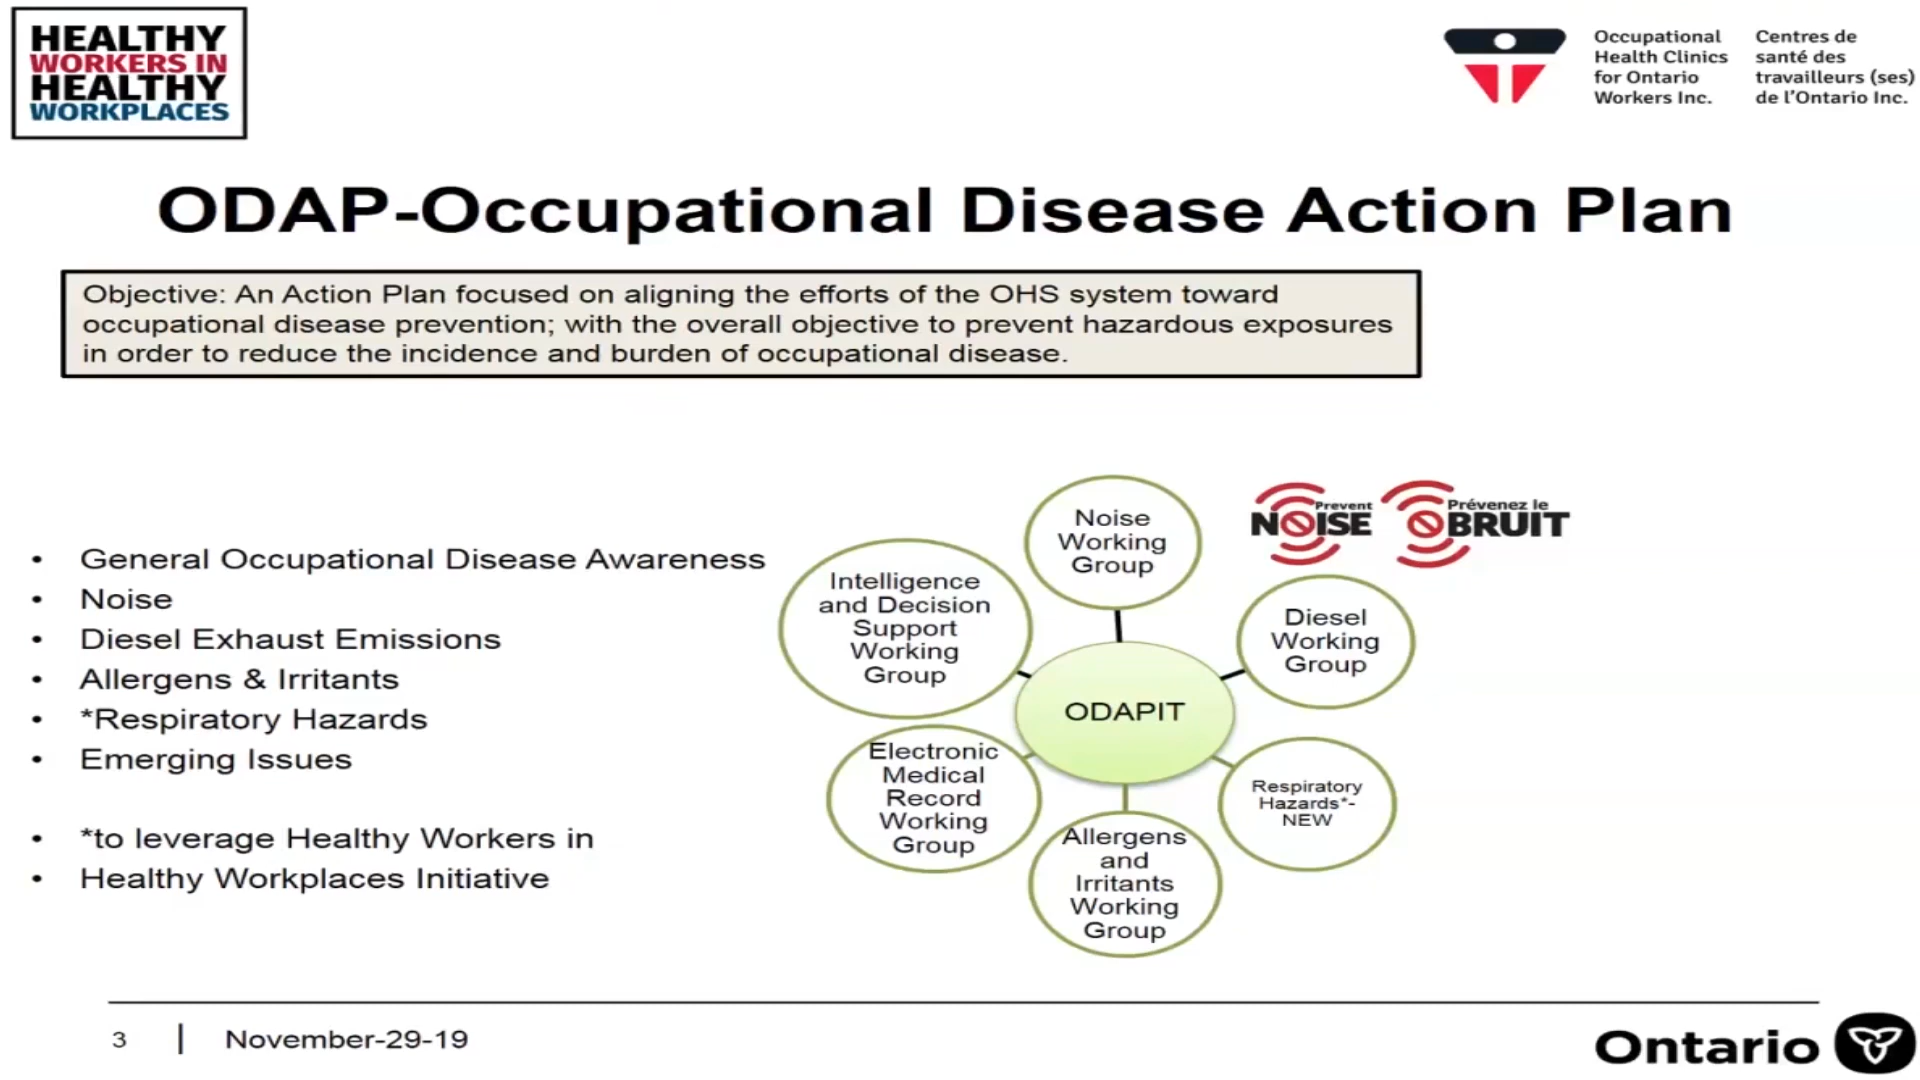 HEALTHY
WORKERS IN
HEALTHY
WORKPLACES
Occupational
Health Clinics
for Ontario
Workers Inc.
Centres de
santé des
travailleurs (ses)
de l'Ontario Inc.
ODAP-Occupational Disease Action Plan
Objective: An Action Plan focused on aligning the efforts of the OHS system toward
occupational disease prevention; with the overall objective to prevent hazardous exposures
in order to reduce the incidence and burden of occupational disease.
• General Occupational Disease Awareness
• Noise
• Diesel Exhaust Emissions
• Allergens & Irritants
• *Respiratory Hazards
• Emerging Issues
• *to leverage Healthy Workers in
• Healthy Workplaces Initiative
Noise
Working
Group
Prevent
NOISE
Prévenez le
BRUIT
Intelligence
and Decision
Support
Working
Group
Diesel
Working
Group
ODAPIT
Electronic
Medical
Record
Working
Group
Respiratory
Hazards*-
NEW
Allergens
and
Irritants
Working
Group
3 | November-29-19
Ontario